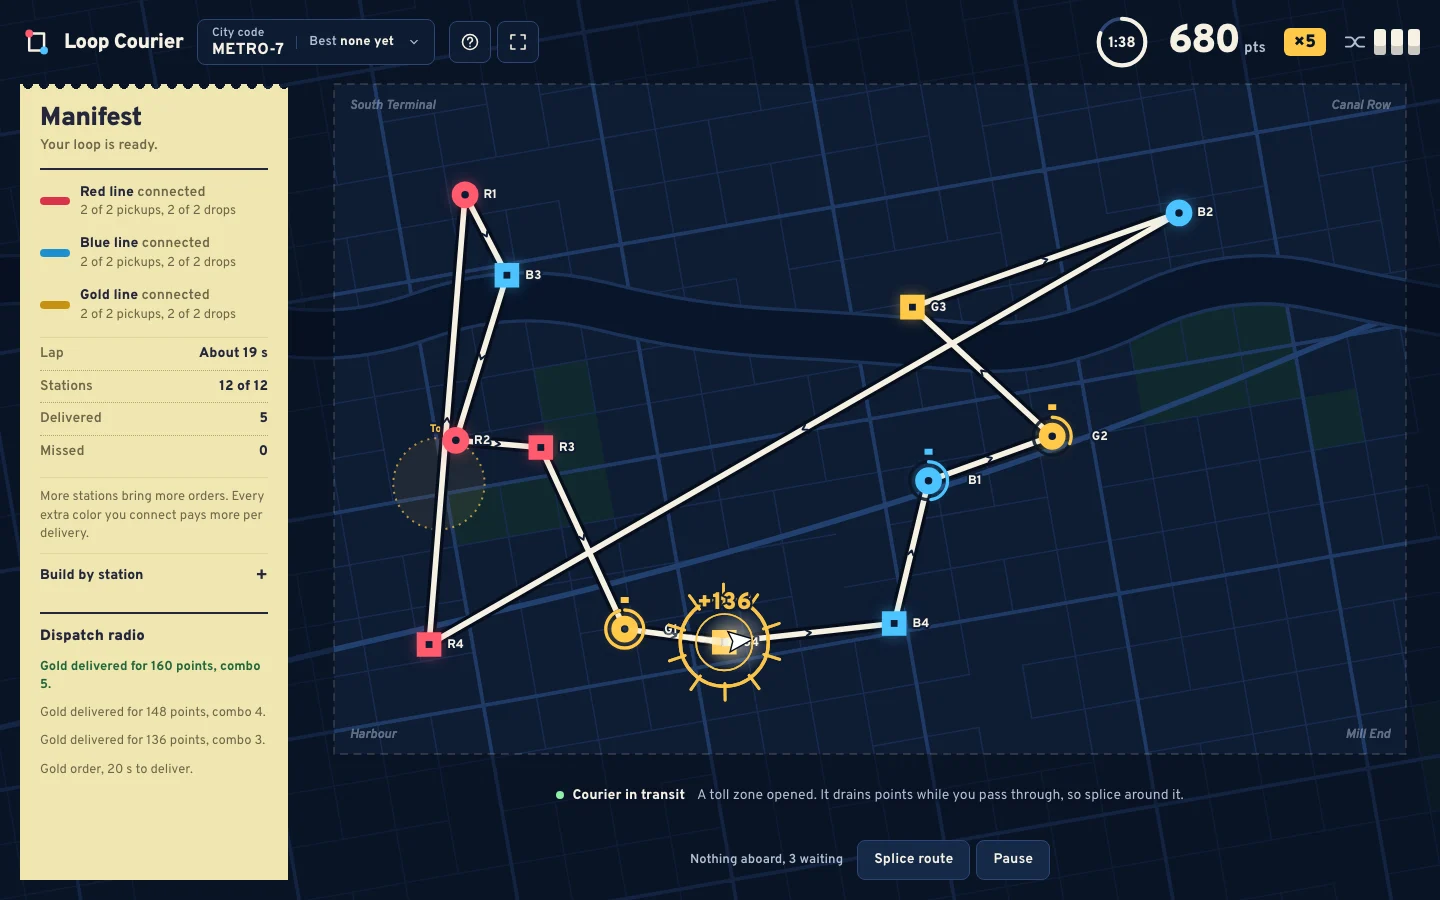 Loop Courier
City code
METRO-7
Best none yet
1:38
680 pts
×5
Manifest
Your loop is ready.
Red line connected
2 of 2 pickups, 2 of 2 drops
Blue line connected
2 of 2 pickups, 2 of 2 drops
Gold line connected
2 of 2 pickups, 2 of 2 drops
Lap About 19 s
Stations 12 of 12
Delivered 5
Missed 0
More stations bring more orders. Every
extra color you connect pays more per
delivery.
Build by station +
Dispatch radio
Gold delivered for 160 points, combo
5.
Gold delivered for 148 points, combo 4.
Gold delivered for 136 points, combo 3.
Gold order, 20 s to deliver.
South Terminal
Canal Row
R1
B2
B3
G3
R2
R3
G2
B1
+136
B4
R4
Harbour
Mill End
Courier in transit A toll zone opened. It drains points while you pass through, so splice around it.
Nothing aboard, 3 waiting
Splice route
Pause